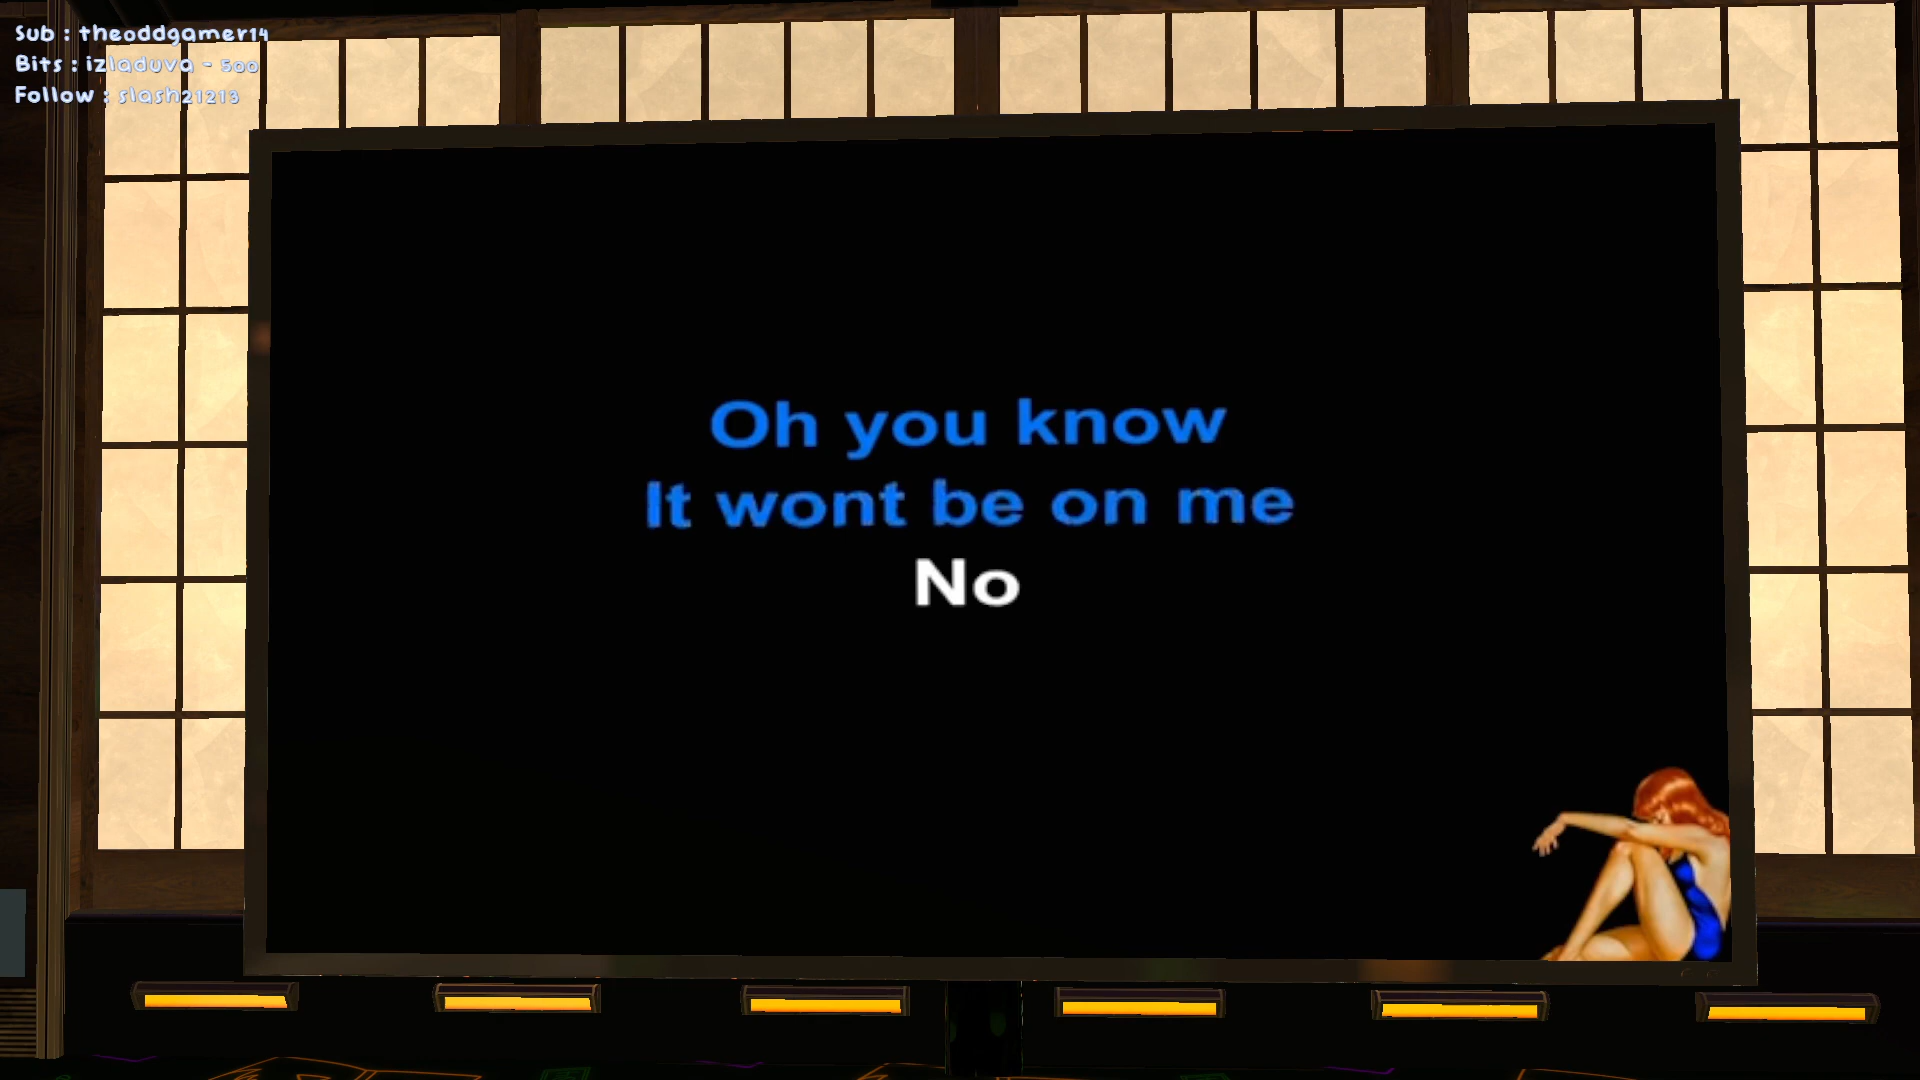 Sub : theoddgamer14
Bits : izladuva - 500
Follow : slash21213
Oh you know
It wont be on me
No